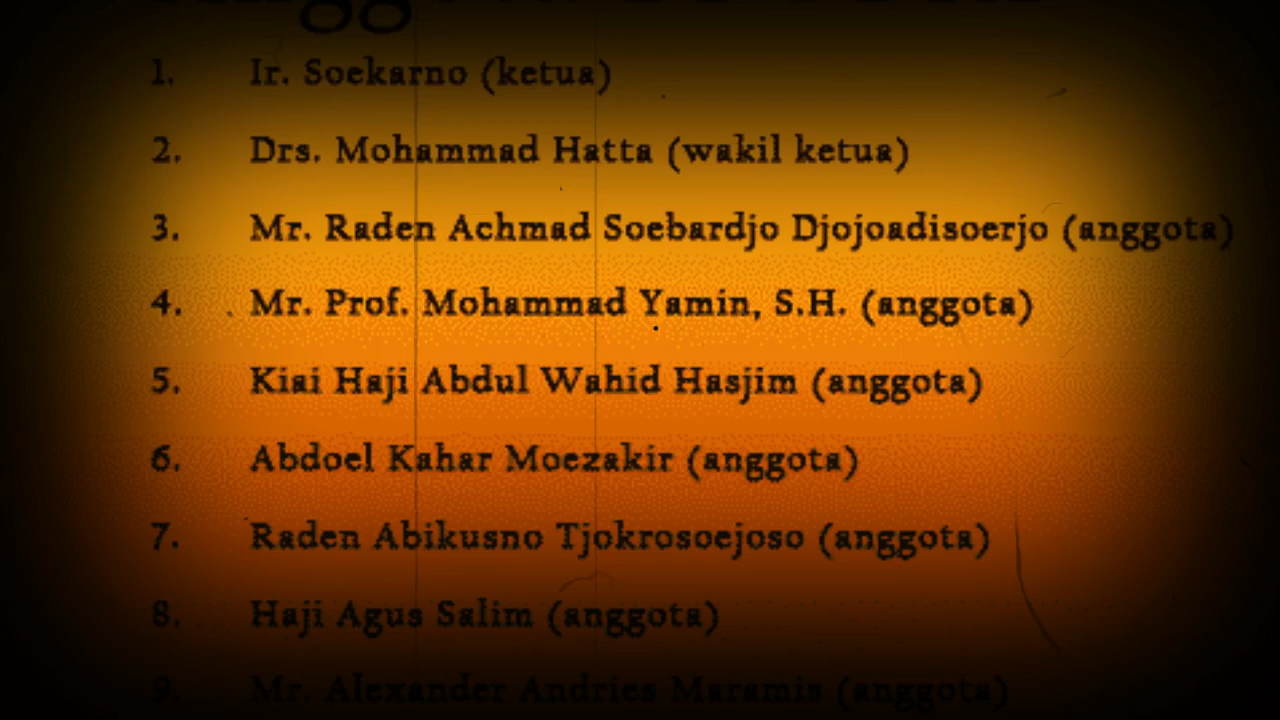 1. Ir. Soekarno (ketua)
2. Drs. Mohammad Hatta (wakil ketua)
3. Mr. Raden Achmad Soebardjo Djojoadisoerjo (anggota)
4. Mr. Prof. Mohammad Yamin, S.H. (anggota)
5. Kiai Haji Abdul Wahid Hasjim (anggota)
6. Abdoel Kahar Moezakir (anggota)
7. Raden Abikusno Tjokrosoejoso (anggota)
8. Haji Agus Salim (anggota)
9. Mr. Alexander Andries Maramis (anggota)